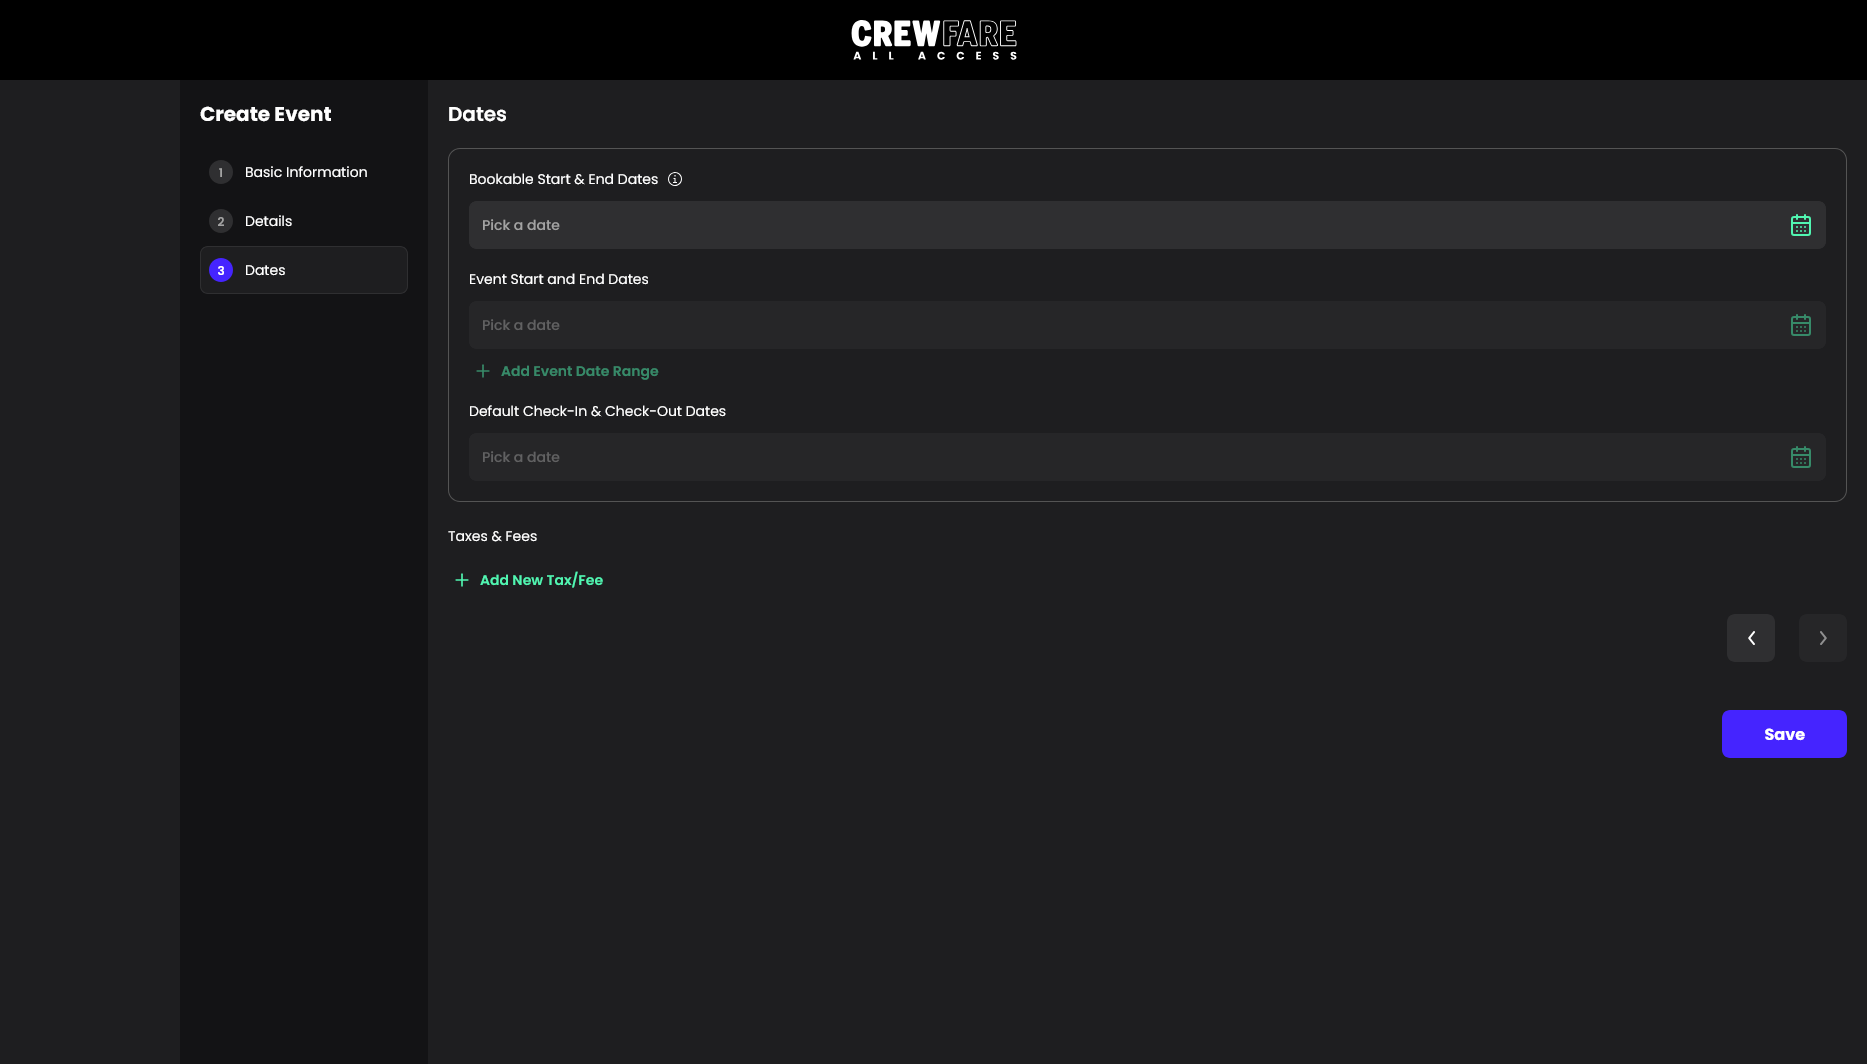 CREWFARE
ALL ACCESS
Create Event
1 Basic Information
2 Details
3 Dates
Dates
Bookable Start & End Dates
Pick a date
Event Start and End Dates
Pick a date
Add Event Date Range
Default Check-In & Check-Out Dates
Pick a date
Taxes & Fees
Add New Tax/Fee
Save